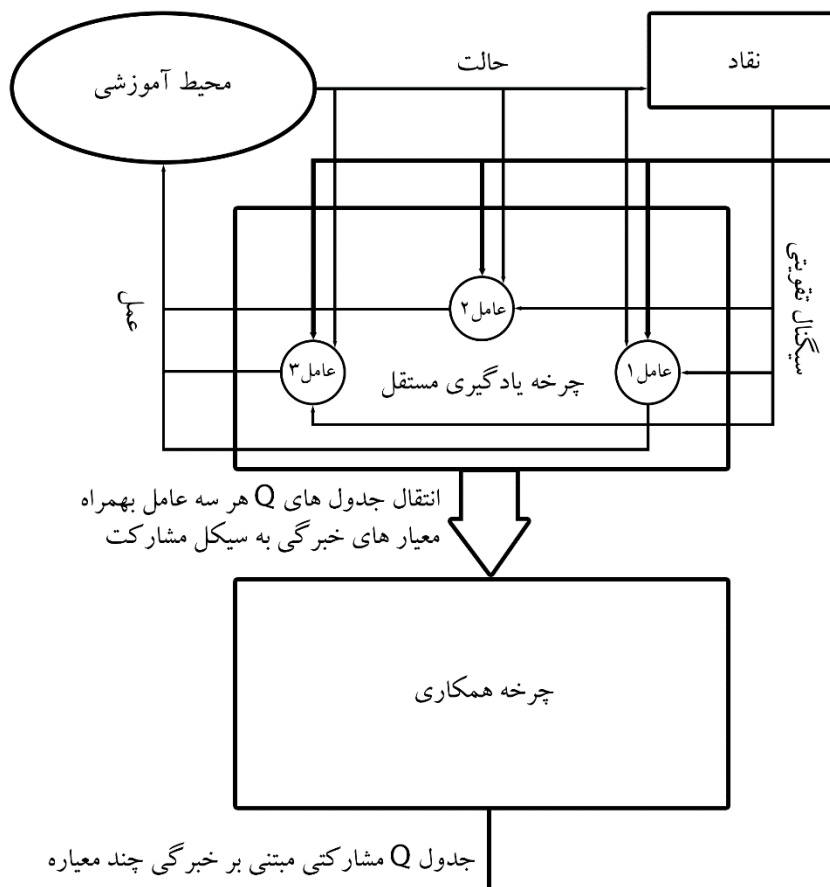 محیط آموزشی
حالت
نقاد
سیگنال تقویتی
عمل
عامل۲
عامل۱
عامل۳
چرخه یادگیری مستقل
انتقال جدول های Q هر سه عامل بهمراه
معیار های خبرگی به سیکل مشارکت
چرخه همکاری
جدول Q مشارکتی مبتنی بر خبرگی چند معیاره